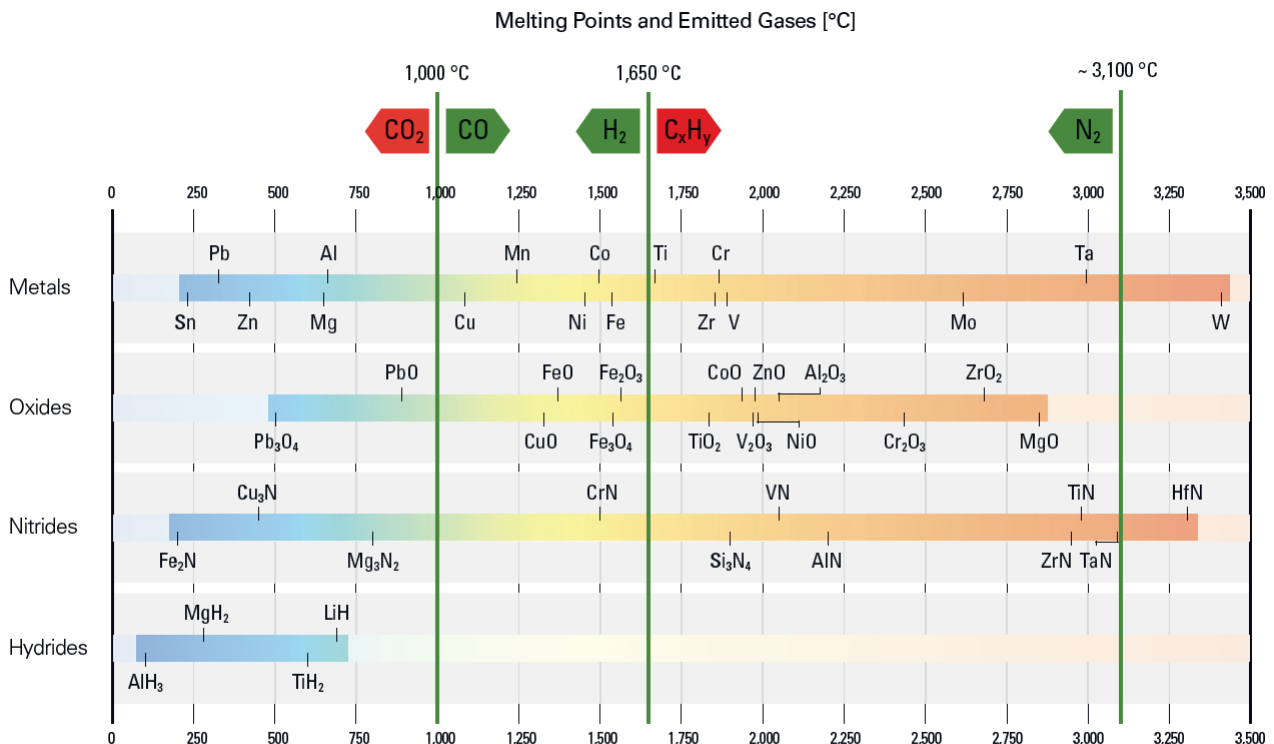 Melting Points and Emitted Gases [°C]
1,000 °C 1,650 °C ~ 3,100 °C
CO₂ CO H₂ CₓHᵧ N₂
0 250 500 750 1,000 1,250 1,500 1,750 2,000 2,250 2,500 2,750 3,000 3,250 3,500
Pb Al Mn Co Ti Cr Ta
Metals
Sn Zn Mg Cu Ni Fe Zr V Mo W
PbO FeO Fe₂O₃ CoO ZnO Al₂O₃ ZrO₂
Oxides
Pb₃O₄ CuO Fe₃O₄ TiO₂ V₂O₃ NiO Cr₂O₃ MgO
Cu₃N CrN VN TiN HfN
Nitrides
Fe₂N Mg₃N₂ Si₃N₄ AlN ZrN TaN
MgH₂ LiH
Hydrides
AlH₃ TiH₂
0 250 500 750 1.000 1.250 1.500 1.750 2.000 2.250 2.500 2.750 3.000 3.250 3.500